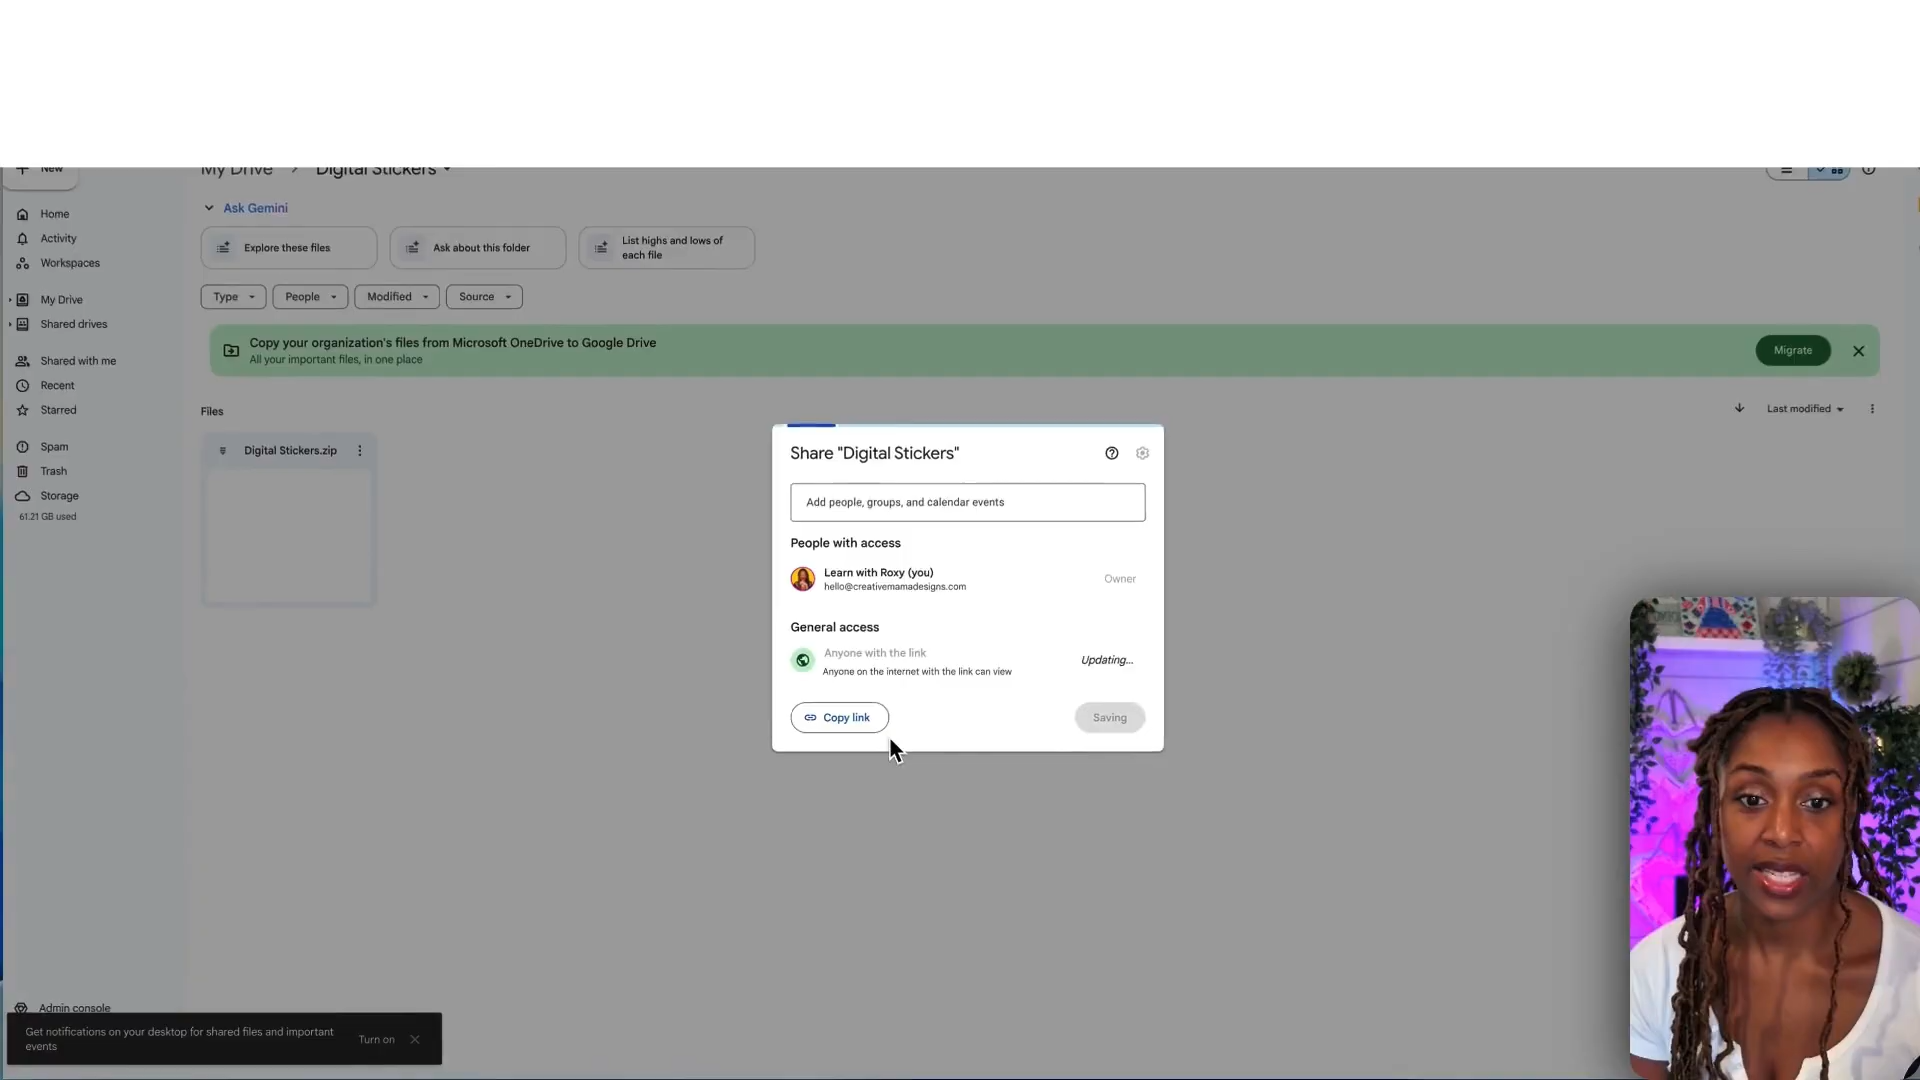 New
My Drive > Digital Stickers
Ask Gemini
Explore these files
Ask about this folder
List highs and lows of
each file
Type
People
Modified
Source
Home
Activity
Workspaces
My Drive
Shared drives
Shared with me
Recent
Starred
Spam
Trash
Storage
61.21 GB used
Copy your organization's files from Microsoft OneDrive to Google Drive
All your important files, in one place
Migrate
Files
Last modified
Digital Stickers.zip
Share "Digital Stickers"
Add people, groups, and calendar events
People with access
Learn with Roxy (you)
hello@creativemamadesigns.com
Owner
General access
Anyone with the link
Anyone on the internet with the link can view
Updating...
Copy link
Saving
Admin console
Get notifications on your desktop for shared files and important
events
Turn on